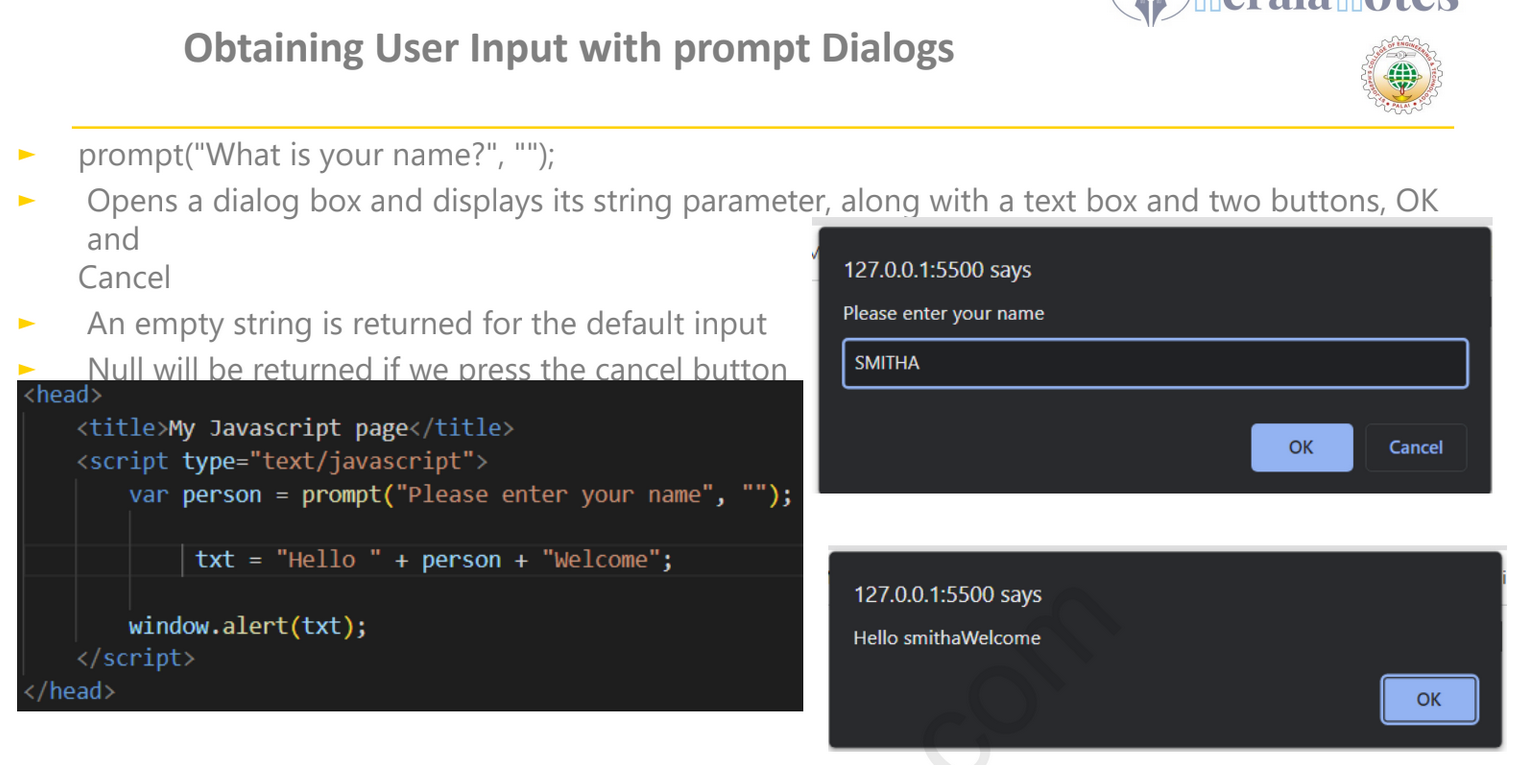 Obtaining User Input with prompt Dialogs
► prompt("What is your name?", "");
► Opens a dialog box and displays its string parameter, along with a text box and two buttons, OK
and
Cancel
► An empty string is returned for the default input
► Null will be returned if we press the cancel button
<head>
<title>My Javascript page</title>
<script type="text/javascript">
var person = prompt("Please enter your name", "");
txt = "Hello " + person + "Welcome";
window.alert(txt);
</script>
</head>
127.0.0.1:5500 says
Please enter your name
SMITHA
OK Cancel
127.0.0.1:5500 says
Hello smithaWelcome
OK
com